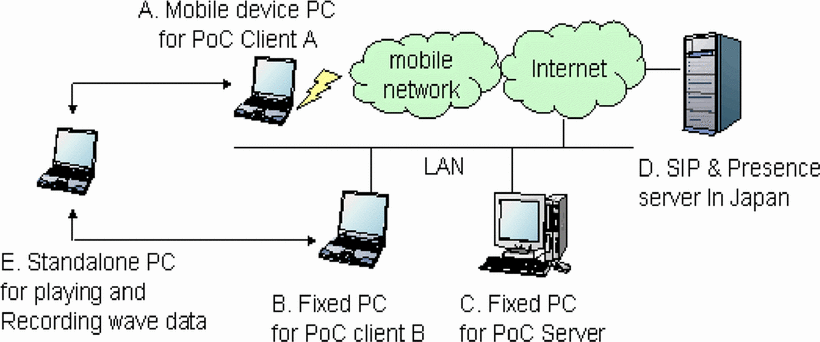 A. Mobile device PC
for PoC Client A
mobile
network
Internet
LAN
D. SIP & Presence
server In Japan
E. Standalone PC
for playing and
Recording wave data
B. Fixed PC
for PoC client B
C. Fixed PC
for PoC Server